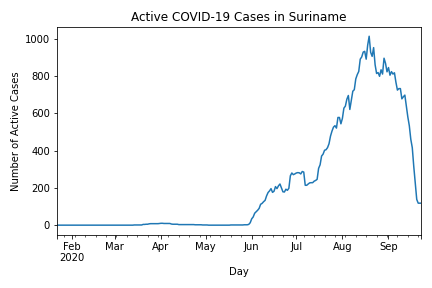 Active COVID-19 Cases in Suriname
Number of Active Cases
1000
800
600
400
200
0
Feb Mar Apr May Jun Jul Aug Sep
2020
Day